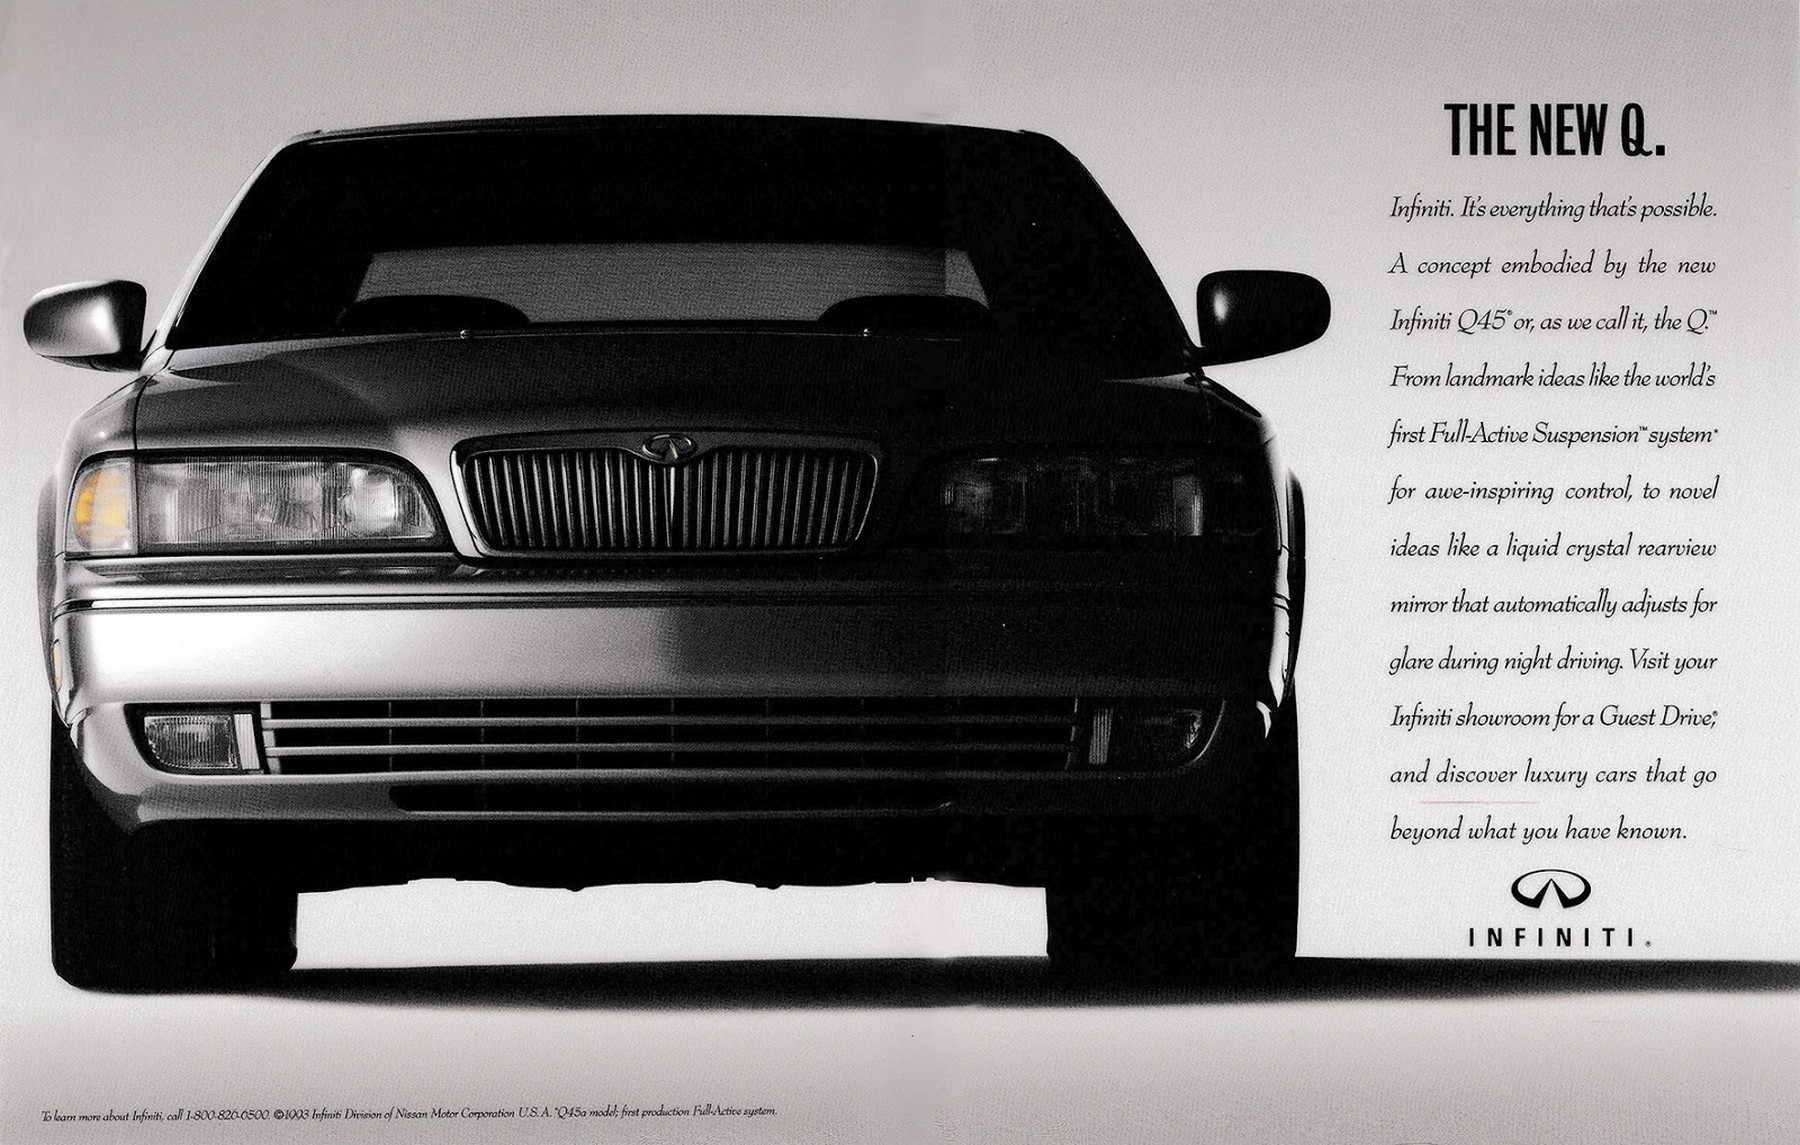 THE NEW Q.
Infiniti. It's everything that's possible.
A concept embodied by the new
Infiniti Q45® or, as we call it, the Q.™
From landmark ideas like the world's
first Full-Active Suspension™ system*
for awe-inspiring control, to novel
ideas like a liquid crystal rearview
mirror that automatically adjusts for
glare during night driving. Visit your
Infiniti showroom for a Guest Drive,®
and discover luxury cars that go
beyond what you have known.
INFINITI®
To learn more about Infiniti, call 1-800-826-6500. ©1993 Infiniti Division of Nissan Motor Corporation U.S.A. *Q45a model; first production Full-Active system.